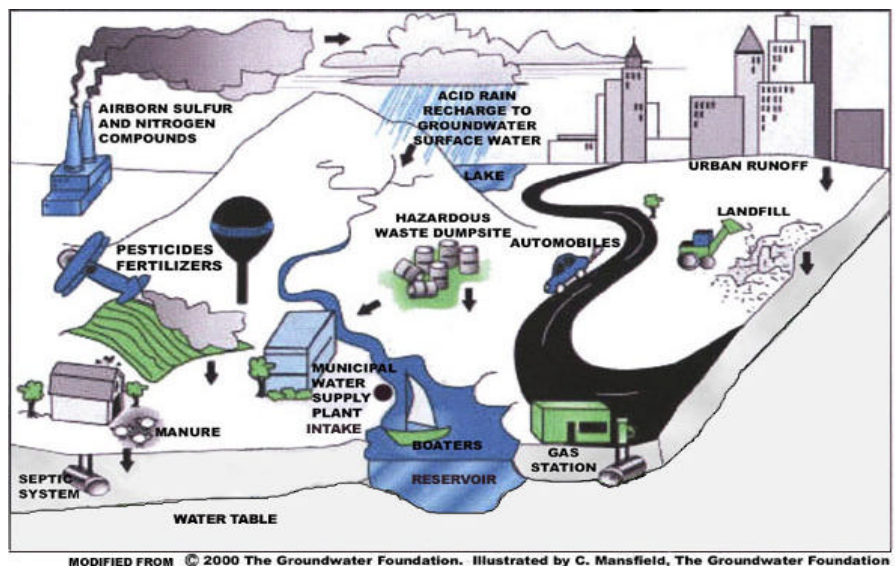 AIRBORN SULFUR
AND NITROGEN
COMPOUNDS
ACID RAIN
RECHARGE TO
GROUNDWATER
SURFACE WATER
LAKE
URBAN RUNOFF
PESTICIDES
FERTILIZERS
HAZARDOUS
WASTE DUMPSITE
AUTOMOBILES
LANDFILL
MUNICIPAL
WATER
SUPPLY
PLANT
INTAKE
MANURE
BOATERS
GAS
STATION
SEPTIC
SYSTEM
RESERVOIR
WATER TABLE
MODIFIED FROM © 2000 The Groundwater Foundation. Illustrated by C. Mansfield, The Groundwater Foundation